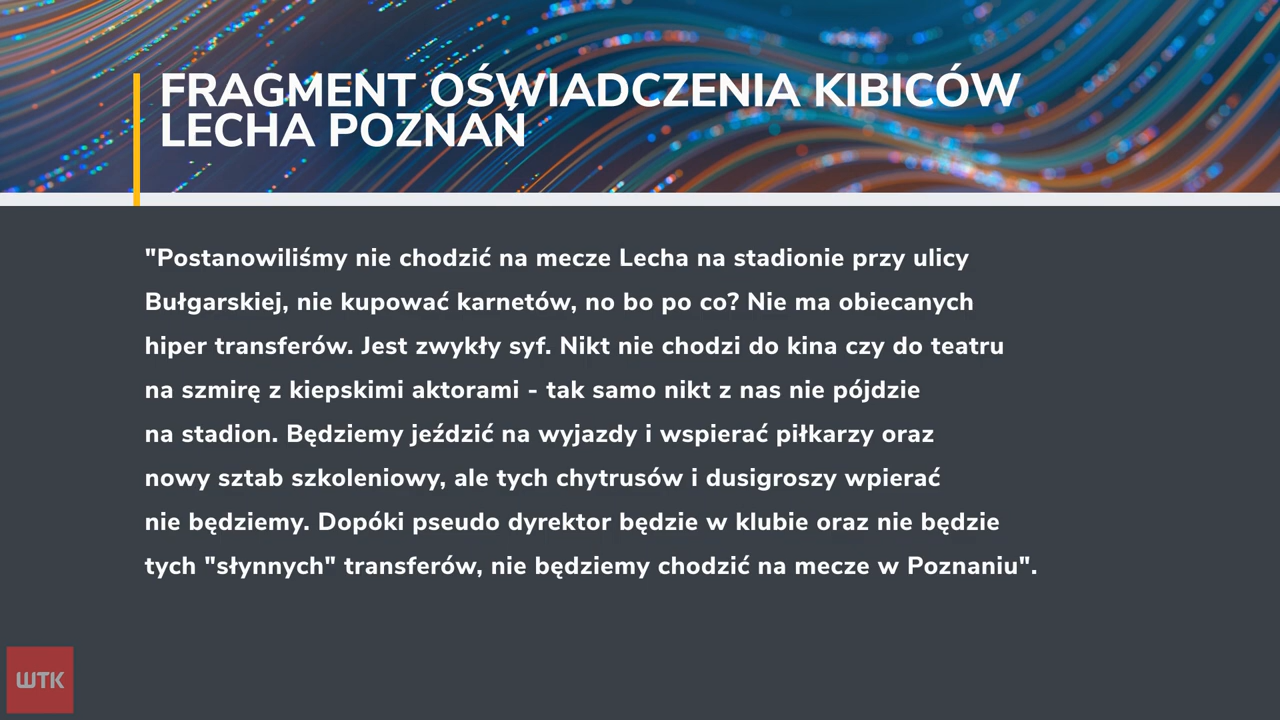 FRAGMENT OŚWIADCZENIA KIBICÓW
LECHA POZNAŃ
"Postanowiliśmy nie chodzić na mecze Lecha na stadionie przy ulicy
Bułgarskiej, nie kupować karnetów, no bo po co? Nie ma obiecanych
hiper transferów. Jest zwykły syf. Nikt nie chodzi do kina czy do teatru
na szmirę z kiepskimi aktorami - tak samo nikt z nas nie pójdzie
na stadion. Będziemy jeździć na wyjazdy i wspierać piłkarzy oraz
nowy sztab szkoleniowy, ale tych chytrusów i dusigroszy wpierać
nie będziemy. Dopóki pseudo dyrektor będzie w klubie oraz nie będzie
tych "słynnych" transferów, nie będziemy chodzić na mecze w Poznaniu".
WTK